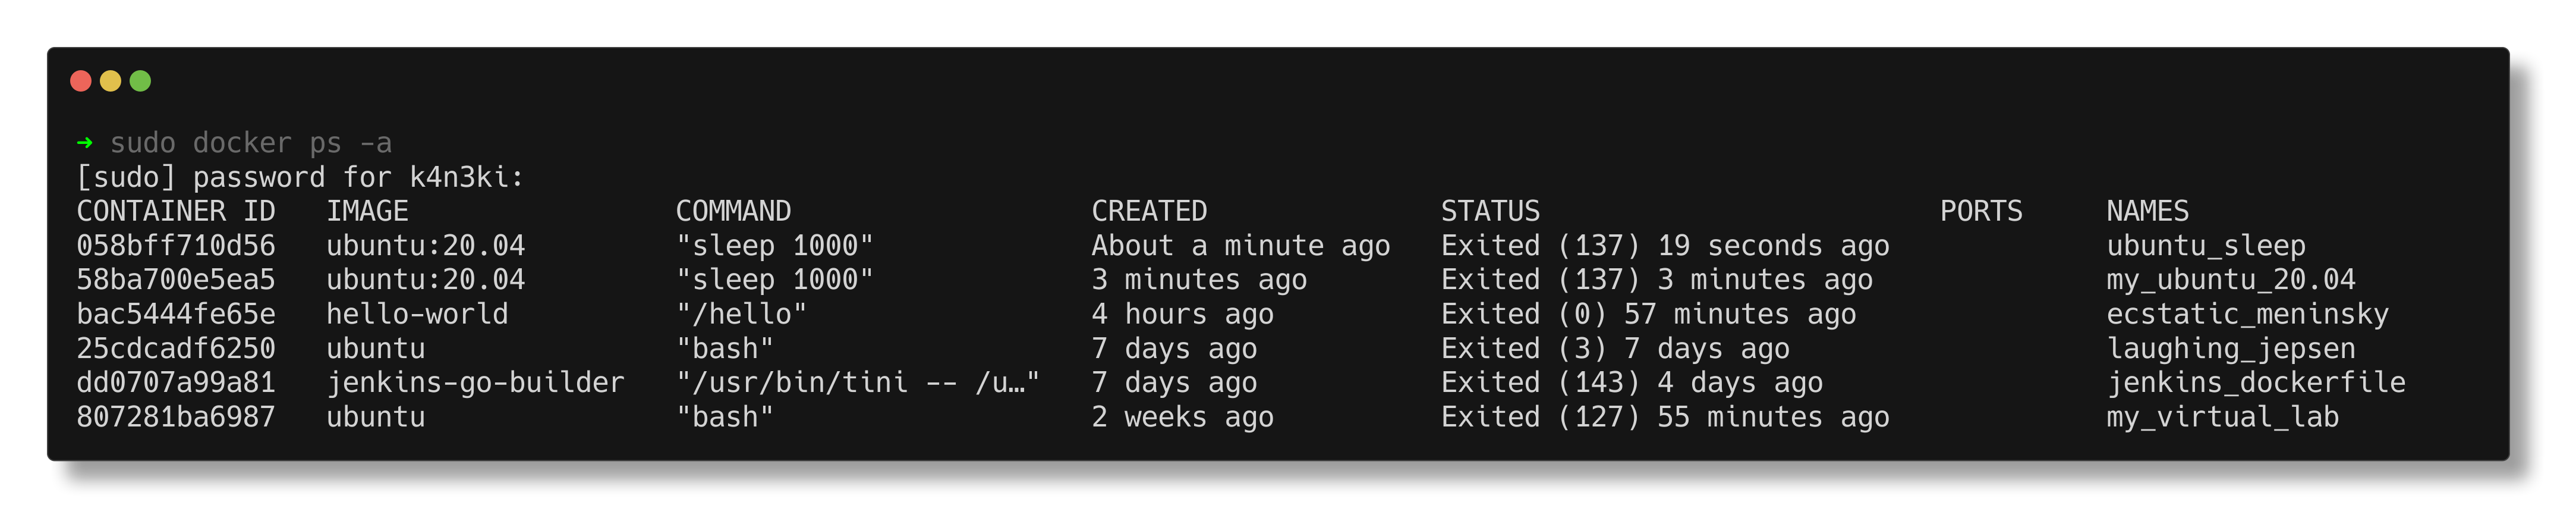 ➜ sudo docker ps -a
[sudo] password for k4n3ki:
CONTAINER ID   IMAGE                COMMAND                  CREATED              STATUS                        PORTS     NAMES
058bff710d56   ubuntu:20.04         "sleep 1000"             About a minute ago   Exited (137) 19 seconds ago             ubuntu_sleep
58ba700e5ea5   ubuntu:20.04         "sleep 1000"             3 minutes ago        Exited (137) 3 minutes ago              my_ubuntu_20.04
bac5444fe65e   hello-world          "/hello"                 4 hours ago          Exited (0) 57 minutes ago               ecstatic_meninsky
25cdcadf6250   ubuntu               "bash"                   7 days ago           Exited (3) 7 days ago                   laughing_jepsen
dd0707a99a81   jenkins-go-builder   "/usr/bin/tini -- /u…"   7 days ago           Exited (143) 4 days ago                 jenkins_dockerfile
807281ba6987   ubuntu               "bash"                   2 weeks ago          Exited (127) 55 minutes ago             my_virtual_lab